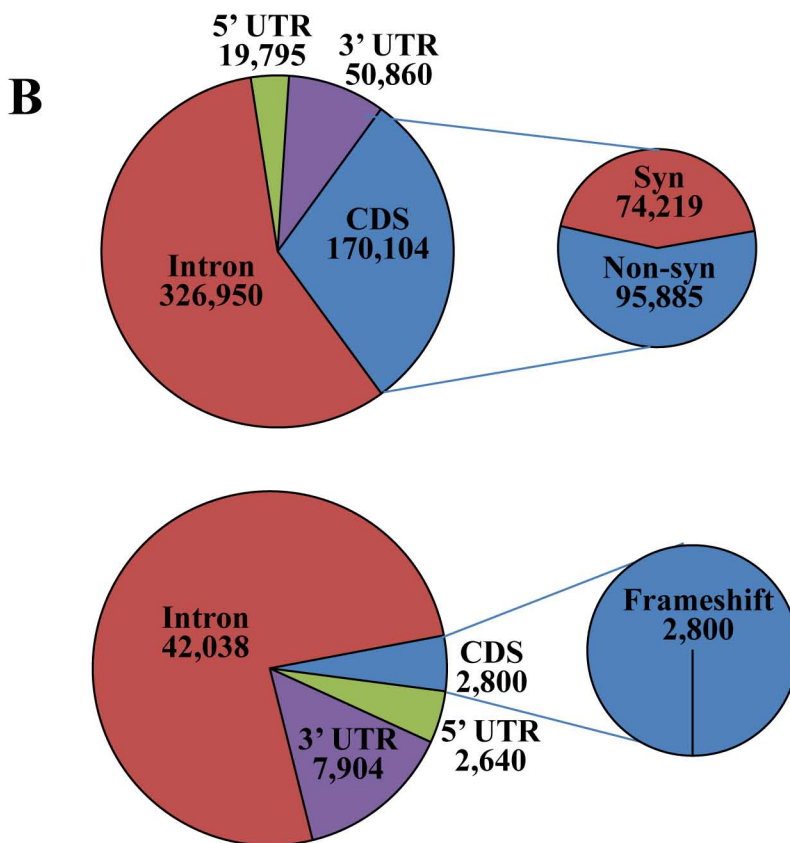 B
5’ UTR
19,795
3’ UTR
50,860
CDS
170,104
Intron
326,950
Syn
74,219
Non-syn
95,885
Intron
42,038
CDS
2,800
5’ UTR
2,640
3’ UTR
7,904
Frameshift
2,800